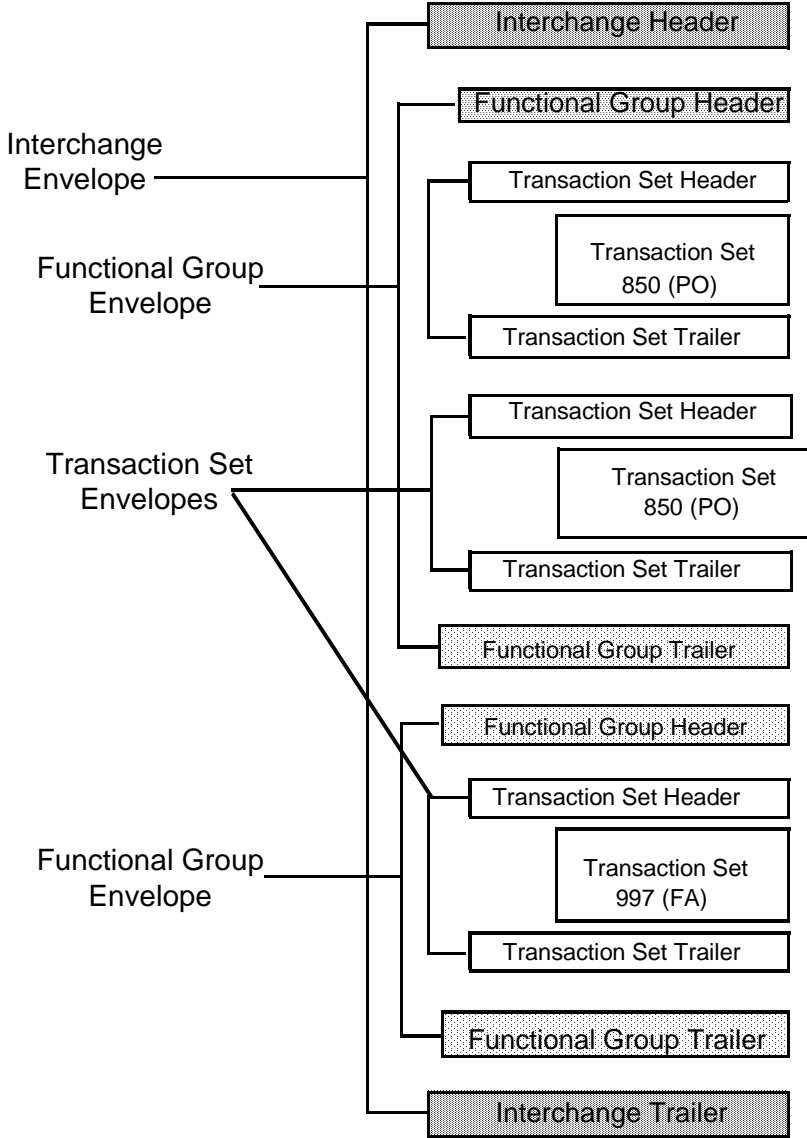 Interchange Header
Functional Group Header
Interchange
Envelope
Transaction Set Header
Transaction Set
850 (PO)
Functional Group
Envelope
Transaction Set Trailer
Transaction Set Header
Transaction Set
Envelopes
Transaction Set
850 (PO)
Transaction Set Trailer
Functional Group Trailer
Functional Group Header
Transaction Set Header
Functional Group
Envelope
Transaction Set
997 (FA)
Transaction Set Trailer
Functional Group Trailer
Interchange Trailer